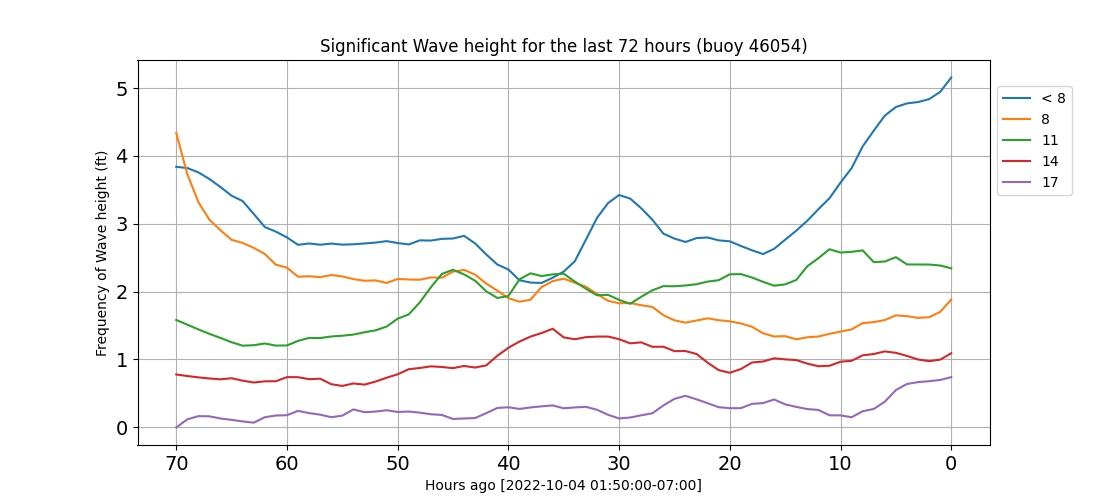 Significant Wave height for the last 72 hours (buoy 46054)
Frequency of Wave height (ft)
5
4
3
2
1
0
70 60 50 40 30 20 10 0
Hours ago [2022-10-04 01:50:00-07:00]
< 8
8
11
14
17